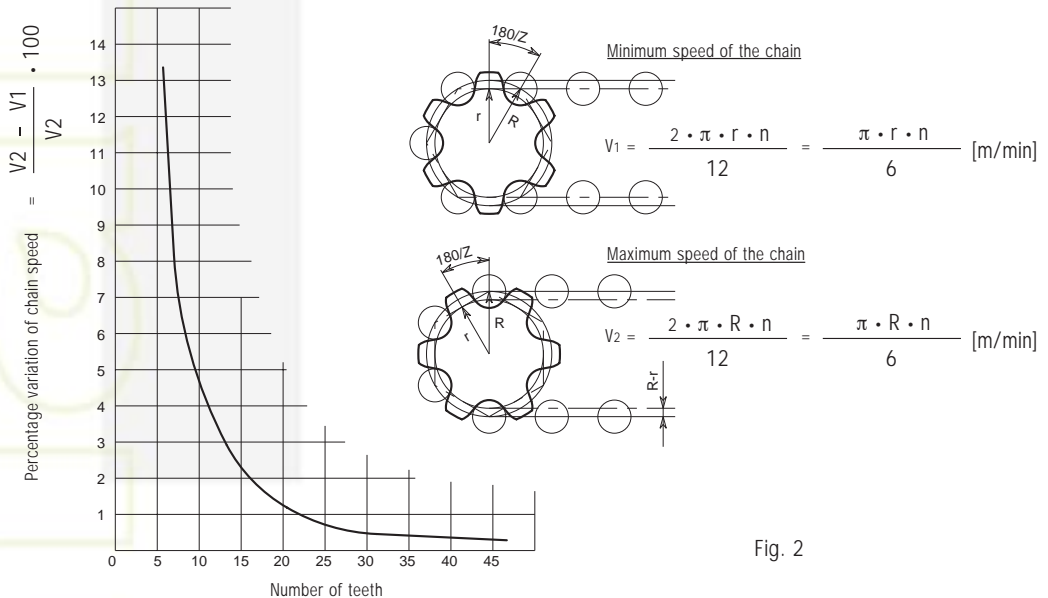 Percentage variation of chain speed = V2 – V1 / V2 • 100
14
13
12
11
10
9
8
7
6
5
4
3
2
1
0 5 10 15 20 25 30 35 40 45
Number of teeth
180/Z
r
R
Minimum speed of the chain
V1 = 2 • π • r • n / 12 = π • r • n / 6 [m/min]
180/Z
r
R
R-r
Maximum speed of the chain
V2 = 2 • π • R • n / 12 = π • R • n / 6 [m/min]
Fig. 2